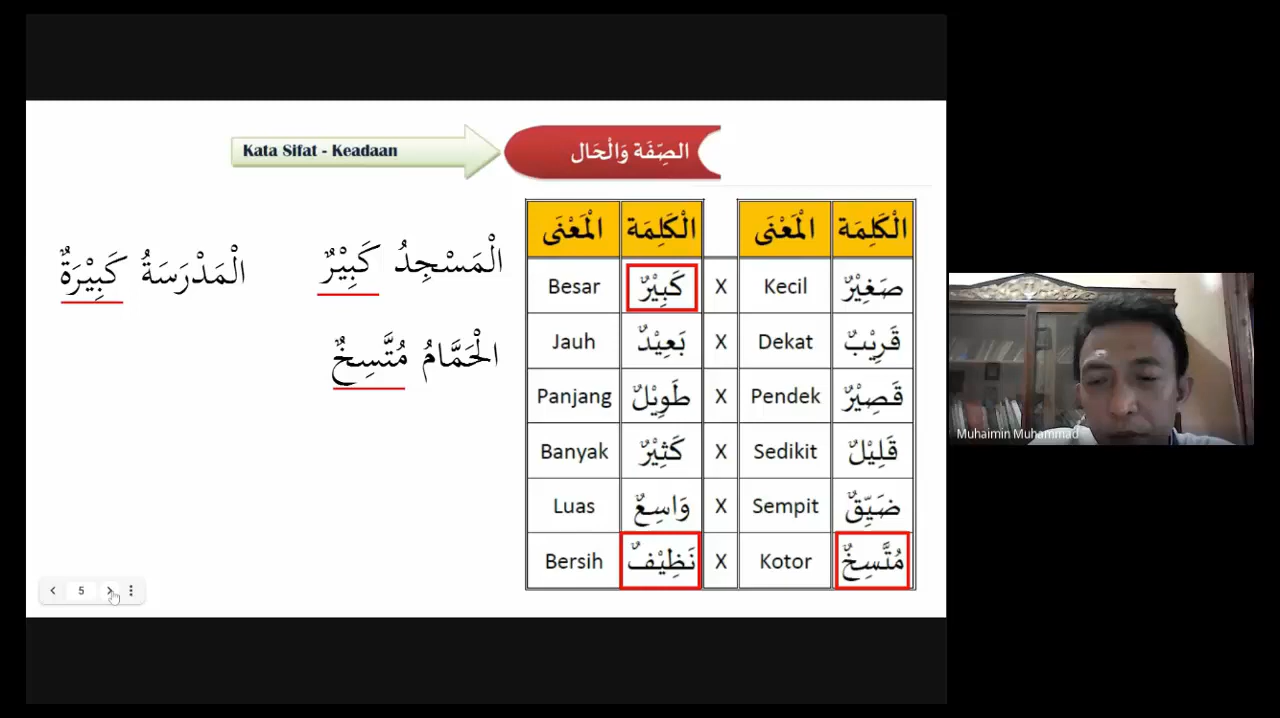 Kata Sifat - Keadaan
الصِّفَة وَالْحَال
الْمَسْجِدُ كَبِيْرٌ
الْمَدْرَسَةُ كَبِيْرَةٌ
الْحَمَّامُ مُتَّسِخٌ
الْمَعْنَى الْكَلِمَة الْمَعْنَى الْكَلِمَة
Besar كَبِيْرٌ X Kecil صَغِيْرٌ
Jauh بَعِيْدٌ X Dekat قَرِيْبٌ
Panjang طَوِيْلٌ X Pendek قَصِيْرٌ
Banyak كَثِيْرٌ X Sedikit قَلِيْلٌ
Luas وَاسِعٌ X Sempit ضَيِّقٌ
Bersih نَظِيْفٌ X Kotor مُتَّسِخٌ
5
Muhaimin Muhammad